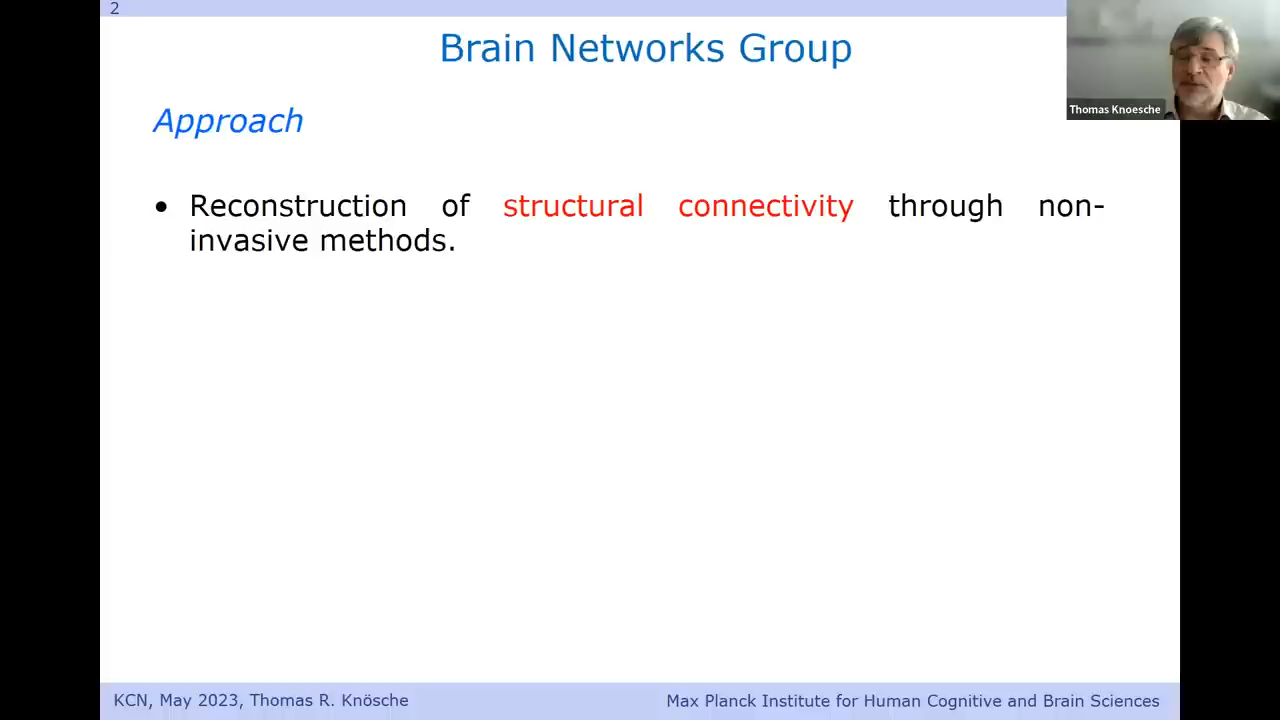 2
Brain Networks Group
Thomas Knoesche
Approach
• Reconstruction of structural connectivity through non-
invasive methods.
KCN, May 2023, Thomas R. Knösche
Max Planck Institute for Human Cognitive and Brain Sciences